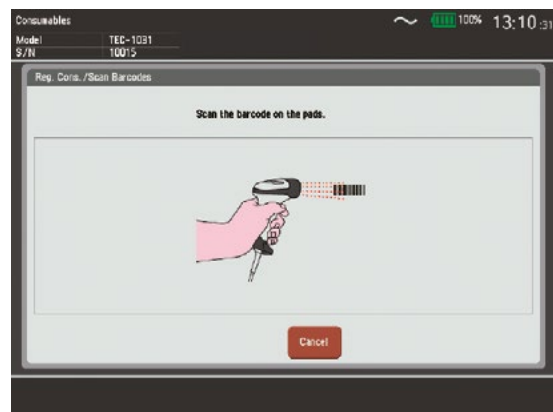 Consumables
100% 13:10:31
Model TEC-1031
S/N 10015
Reg. Cons./Scan Barcodes
Scan the barcode on the pads.
Cancel